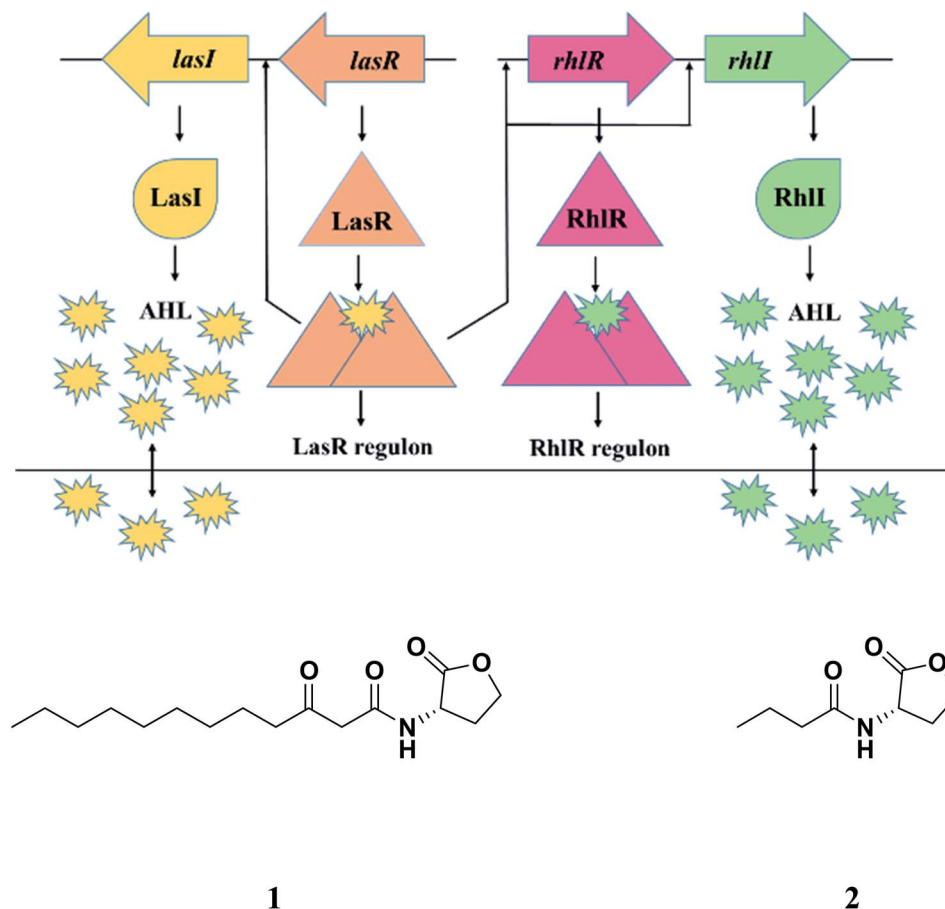 lasI lasR rhlR rhlI
LasI LasR RhlR RhlI
AHL AHL
LasR regulon RhlR regulon
O O O O
N
H
O O O
N
H
1 2